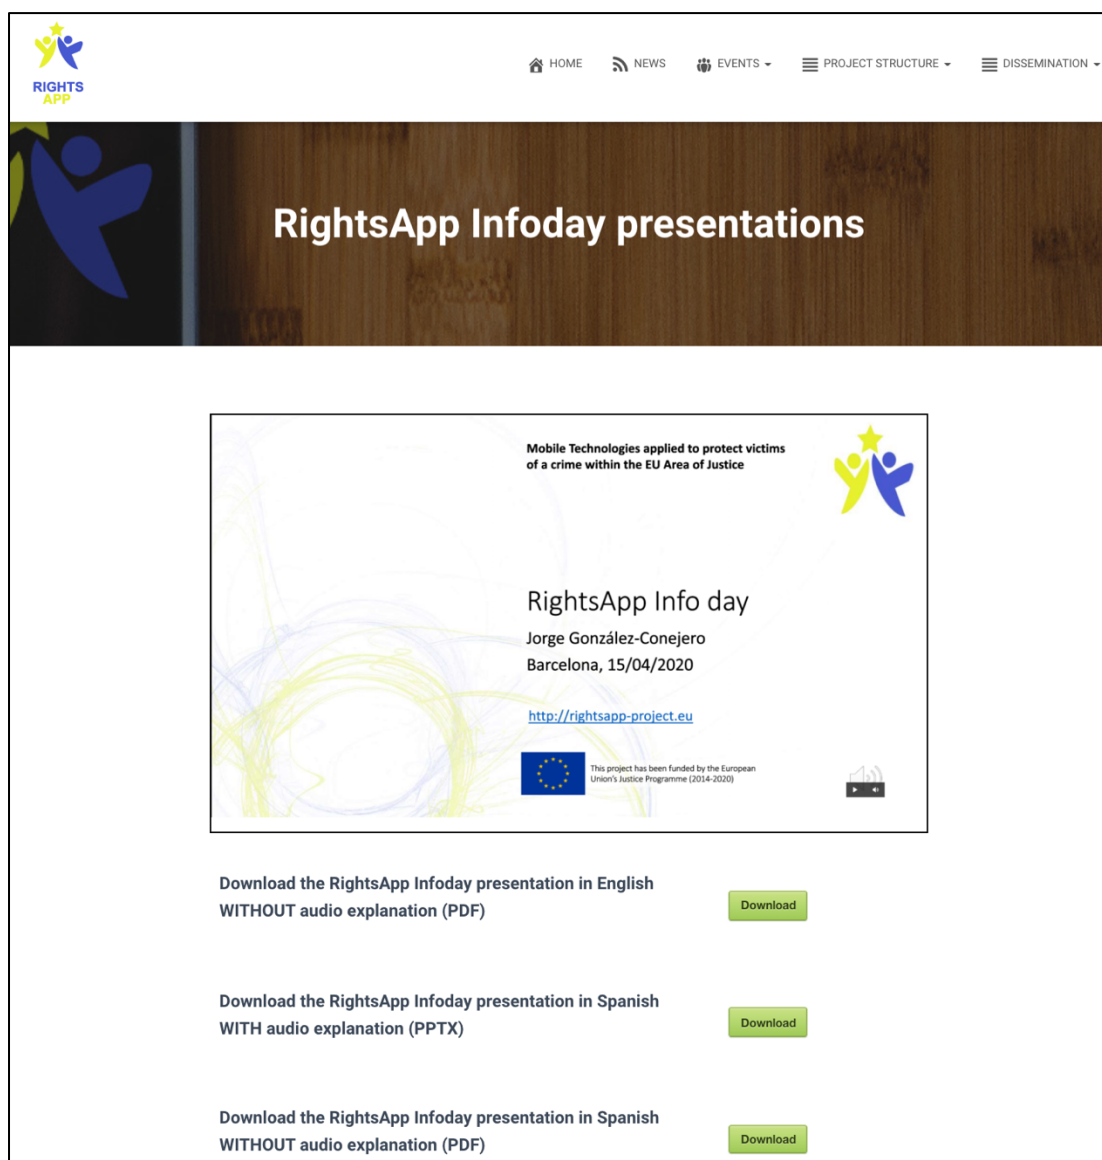 RIGHTS
APP
HOME NEWS EVENTS PROJECT STRUCTURE DISSEMINATION
RightsApp Infoday presentations
Mobile Technologies applied to protect victims
of a crime within the EU Area of Justice
RightsApp Info day
Jorge González-Conejero
Barcelona, 15/04/2020
http://rightsapp-project.eu
This project has been funded by the European
Union's Justice Programme (2014-2020)
Download the RightsApp Infoday presentation in English
WITHOUT audio explanation (PDF)
Download
Download the RightsApp Infoday presentation in Spanish
WITH audio explanation (PPTX)
Download
Download the RightsApp Infoday presentation in Spanish
WITHOUT audio explanation (PDF)
Download